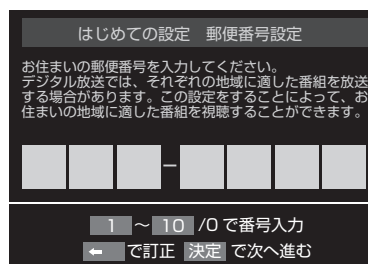 はじめての設定　郵便番号設定
お住まいの郵便番号を入力してください。
デジタル放送では、それぞれの地域に適した番組を放送
する場合があります。この設定をすることによって、お
住まいの地域に適した番組を視聴することができます。
－
1 ～ 10 /0 で番号入力
← で訂正 決定 で次へ進む